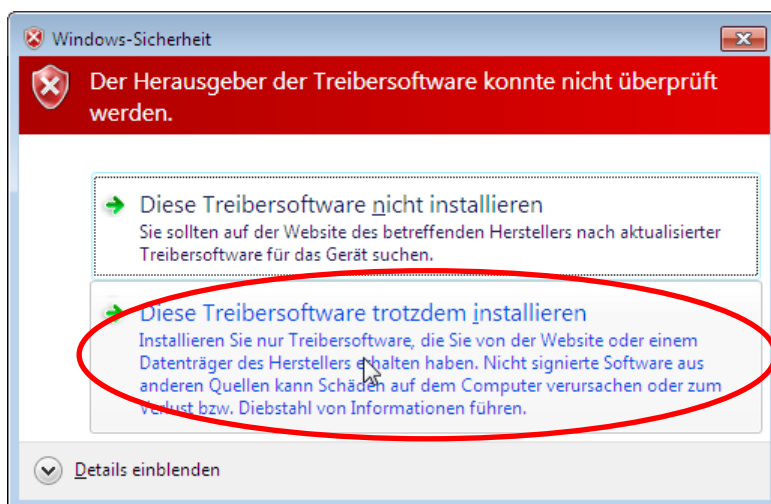 Windows-Sicherheit
Der Herausgeber der Treibersoftware konnte nicht überprüft
werden.
Diese Treibersoftware nicht installieren
Sie sollten auf der Website des betreffenden Herstellers nach aktualisierter
Treibersoftware für das Gerät suchen.
Diese Treibersoftware trotzdem installieren
Installieren Sie nur Treibersoftware, die Sie von der Website oder einem
Datenträger des Herstellers erhalten haben. Nicht signierte Software aus
anderen Quellen kann Schäden auf dem Computer verursachen oder zum
Verlust bzw. Diebstahl von Informationen führen.
Details einblenden